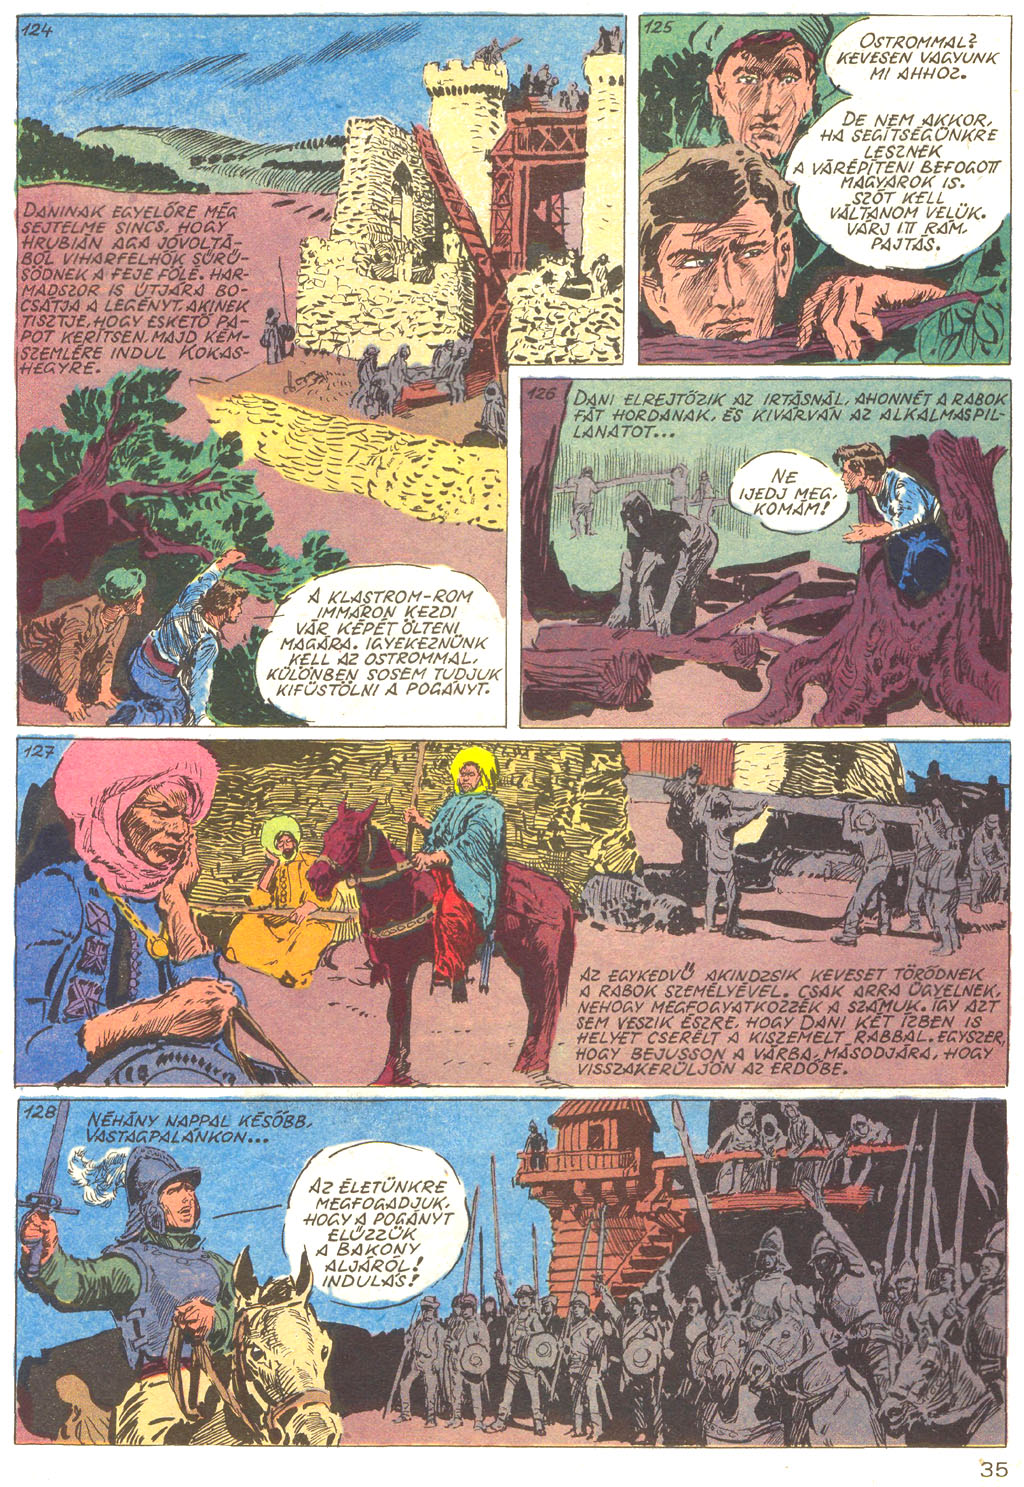 124
DANINAK EGYELŐRE MÉG
SEJTELME SINCS, HOGY
HRUBIÁN AGA JÓVOLTÁ-
BÓL VIHARFELHŐK SŰRŰ-
SÖDNEK A FEJE FÖLÉ. HAR-
MADSZOR IS ÚTJÁRA BO-
CSÁTJA A LEGÉNYT, AKINEK
TISZTJE, HOGY ESKETŐ PA-
POT KERÍTSEN, MAJD KÉM-
SZEMLÉRE INDUL KOKAS-
HEGYRE.
A KLASTROM-ROM
IMMÁRON KEZDI
VÁR KÉPÉT ÖLTENI
MAGÁRA. IGYEKEZNÜNK
KELL AZ OSTROMMAL,
KÜLÖNBEN SOSEM TUDJUK
KIFÜSTÖLNI A POGÁNYT.
125
OSTROMMAL?
KEVESEN VAGYUNK
MI AHHOZ.
DE NEM AKKOR,
HA SEGÍTSÉGÜNKRE
LESZNEK
A VÁRÉPÍTENI BEFOGOTT
MAGYAROK IS.
SZÓT KELL
VÁLTANOM VELÜK.
VÁRJ ITT RÁM,
PAJTÁS.
126
DANI ELREJTŐZIK AZ IRTÁSNÁL, AHONNÉT A RABOK
FÁT HORDANAK, ÉS KIVÁRVÁN AZ ALKALMAS PIL-
LANATOT...
NE
IJEDJ MEG,
KOMÁM!
127
AZ EGYKEDVŰ AKINDZSIK KEVESET TÖRŐDNEK
A RABOK SZEMÉLYÉVEL. CSAK ARRA ÜGYELNEK,
NEHOGY MEGFOGYATKOZZÉK A SZÁMUK. ÍGY AZT
SEM VESZIK ÉSZRE, HOGY DANI KÉT ÍZBEN IS
HELYET CSERÉLT A KISZEMELT RABBAL. EGYSZER,
HOGY BEJUSSON A VÁRBA, MÁSODJÁRA, HOGY
VISSZAKERÜLJÖN AZ ERDŐBE.
128
NÉHÁNY NAPPAL KÉSŐBB,
VASTAGPALÁNKON...
AZ ÉLETÜNKRE
MEGFOGADJUK,
HOGY A POGÁNYT
ELŰZZÜK
A BAKONY
ALJÁRÓL!
INDULÁS!
35